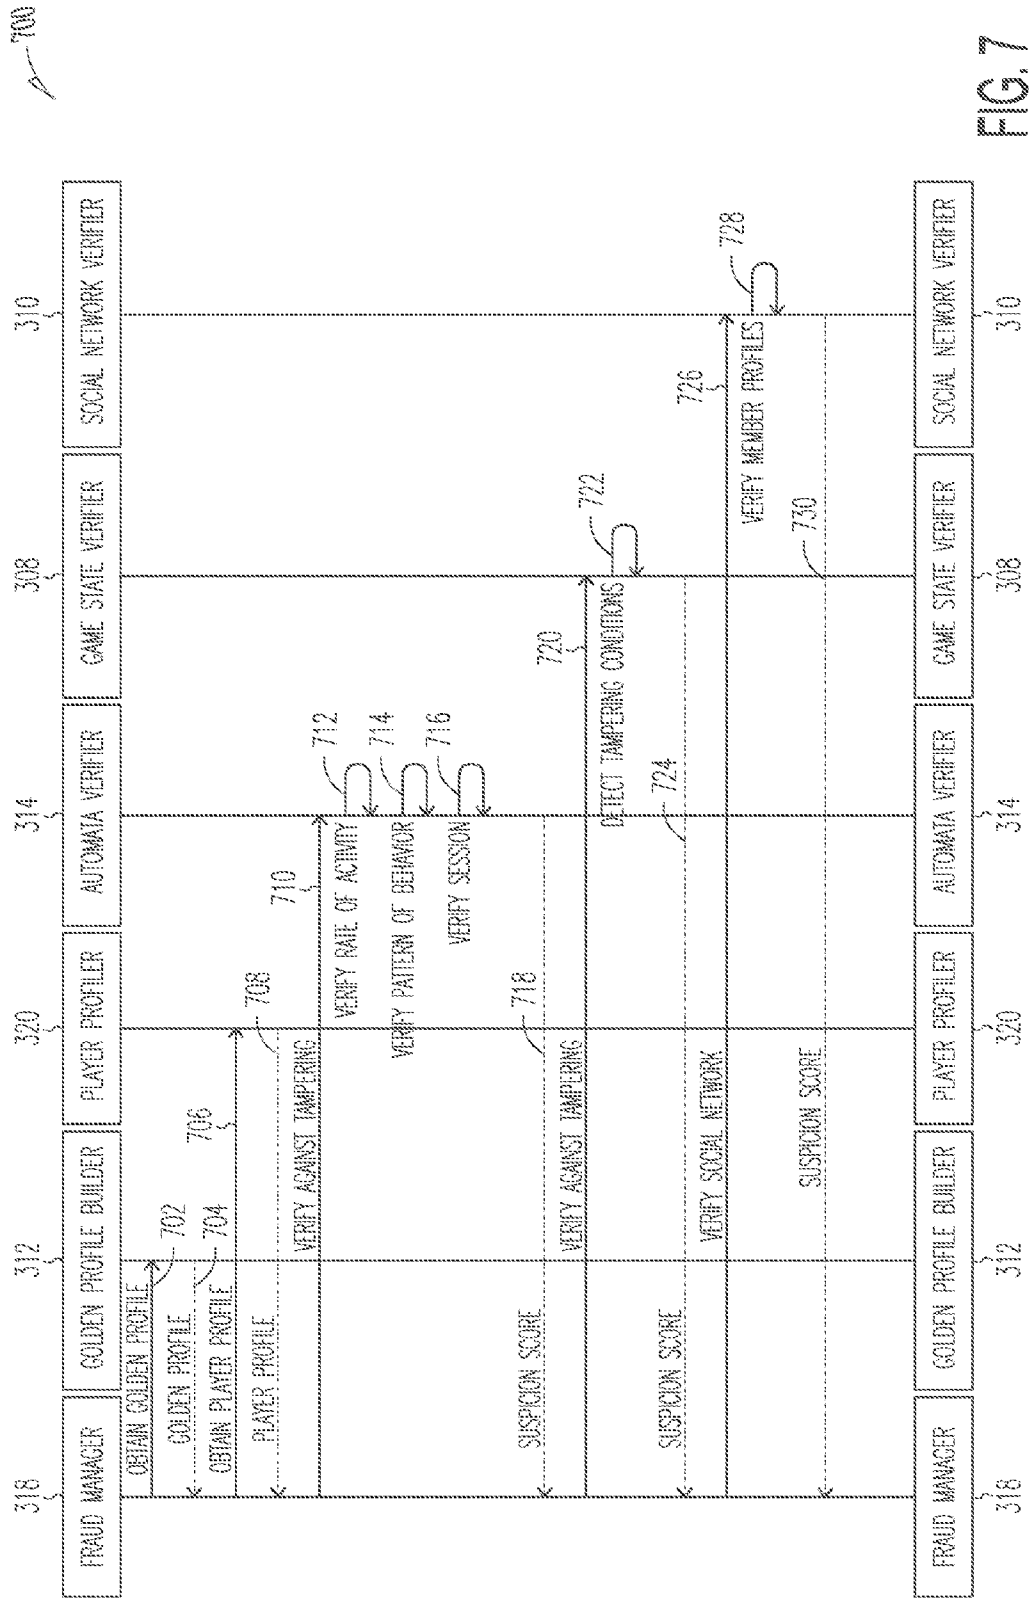 700
318
312
320
314
308
310
FRAUD MANAGER
GOLDEN PROFILE BUILDER
PLAYER PROFILER
AUTOMATA VERIFIER
GAME STATE VERIFIER
SOCIAL NETWORK VERIFIER
OBTAIN GOLDEN PROFILE
702
GOLDEN PROFILE
704
OBTAIN PLAYER PROFILE
706
PLAYER PROFILE
708
VERIFY AGAINST TAMPERING
710
VERIFY RATE OF ACTIVITY
712
VERIFY PATTERN OF BEHAVIOR
714
VERIFY SESSION
716
SUSPICION SCORE
718
VERIFY AGAINST TAMPERING
720
DETECT TAMPERING CONDITIONS
722
SUSPICION SCORE
724
VERIFY SOCIAL NETWORK
726
VERIFY MEMBER PROFILES
728
SUSPICION SCORE
730
FRAUD MANAGER
GOLDEN PROFILE BUILDER
PLAYER PROFILER
AUTOMATA VERIFIER
GAME STATE VERIFIER
SOCIAL NETWORK VERIFIER
318
312
320
314
308
310
FIG. 7